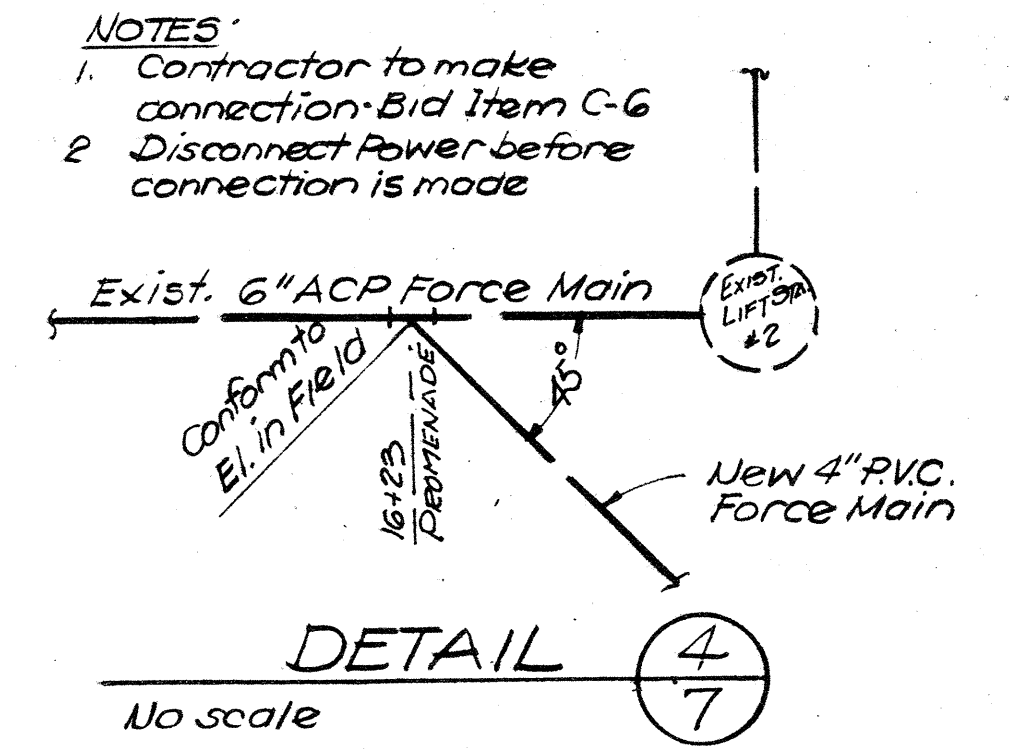 NOTES
1. Contractor to make
connection. Bid Item C-6
2 Disconnect Power before
connection is made
Exist. 6" ACP Force Main
EXIST.
LIFT STA.
#2
Conform to
El. in Field
16+23
PROMENADE
45°
New 4" P.V.C.
Force Main
DETAIL
4
7
No scale